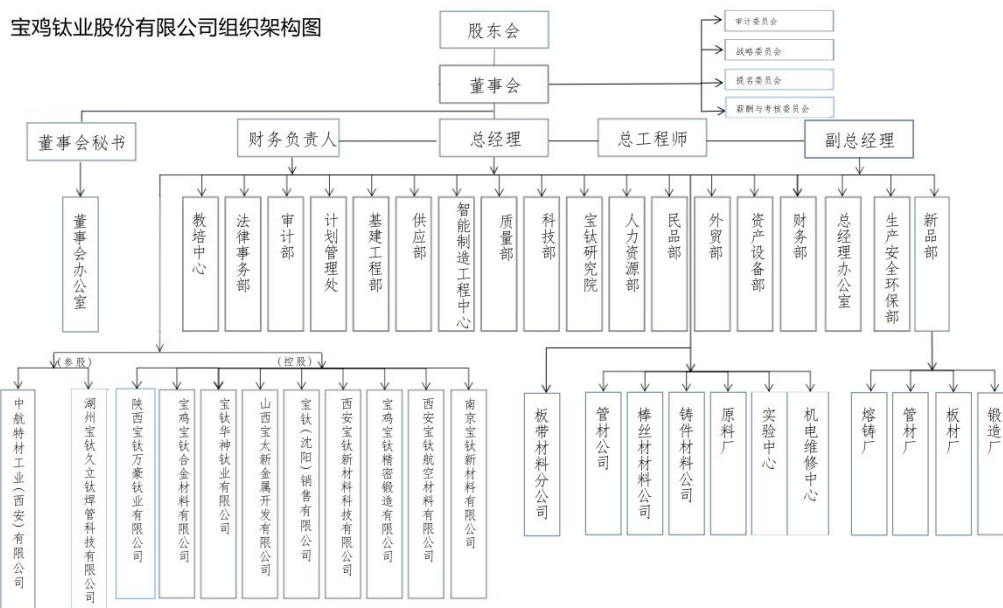 宝鸡钛业股份有限公司组织架构图
股东会
审计委员会
战略委员会
董事会
提名委员会
薪酬与考核委员会
董事会秘书
财务负责人
总经理
总工程师
副总经理
董事会办公室
教培中心
法律事务部
审计部
计划管理处
基建工程部
供应部
智能制造工程中心
质量部
科技部
宝钛研究院
人力资源部
民品部
外贸部
资产设备部
财务部
总经理办公室
生产安全环保部
新品部
(参股)
(控股)
中航特材工业(西安)有限公司
湖州宝钛久立钛焊管科技有限公司
陕西宝钛万豪钛业有限公司
宝鸡宝钛合金材料有限公司
宝钛华神钛业有限公司
山西宝太新金属开发有限公司
宝钛(沈阳)销售有限公司
西安宝钛新材料科技有限公司
宝鸡宝钛精密锻造有限公司
西安宝钛航空材料有限公司
南京宝钛新材料有限公司
板带材料分公司
管材公司
棒丝材材料公司
铸件材料公司
原料厂
实验中心
机电维修中心
熔铸厂
管材厂
板材厂
锻造厂